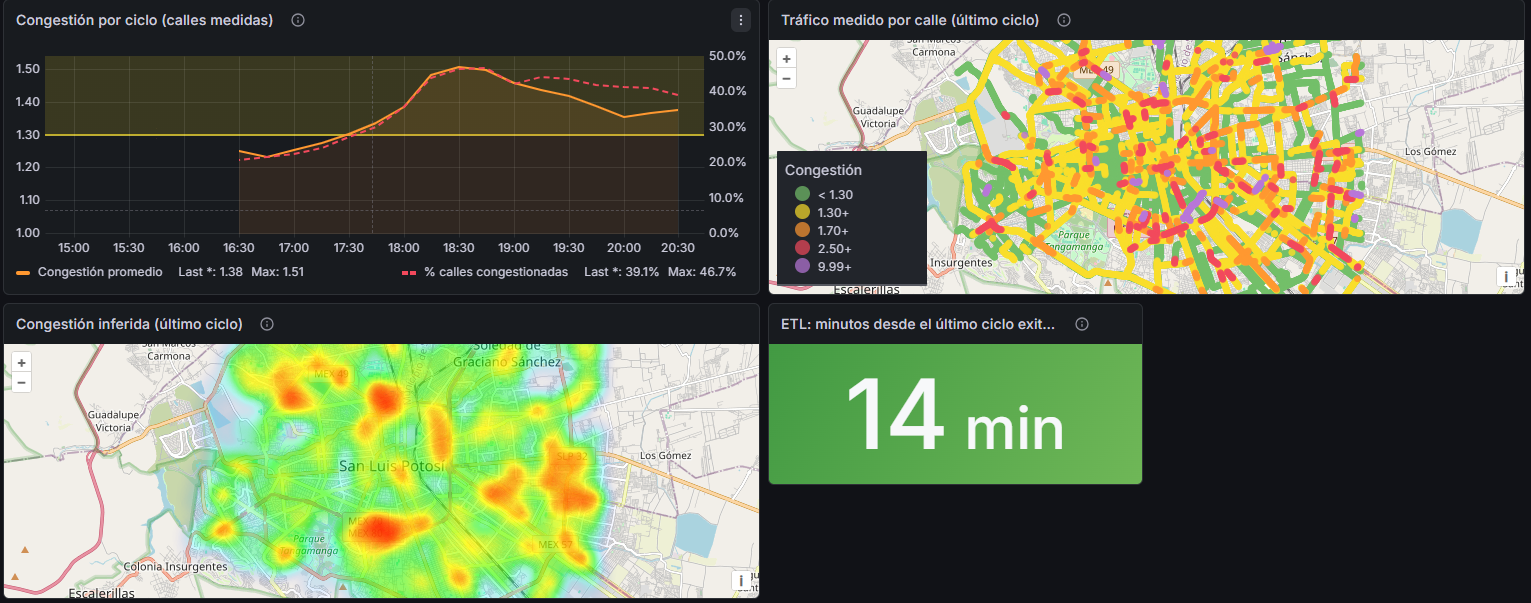 Congestión por ciclo (calles medidas)
1.50
1.40
1.30
1.20
1.10
1.00
50.0%
40.0%
30.0%
20.0%
10.0%
0.0%
15:00 15:30 16:00 16:30 17:00 17:30 18:00 18:30 19:00 19:30 20:00 20:30
Congestión promedio Last *: 1.38 Max: 1.51
% calles congestionadas Last *: 39.1% Max: 46.7%
Tráfico medido por calle (último ciclo)
+
−
San Marcos
Carmona
Guadalupe
Victoria
Los Gómez
Parque
Tangamanga
Insurgentes
Escalerillas
Congestión
< 1.30
1.30+
1.70+
2.50+
9.99+
i
Congestión inferida (último ciclo)
+
−
San Marcos
Carmona
Soledad de
Graciano Sánchez
MEX 49
Guadalupe
Victoria
San Luis Potosí
SLP 32
Los Gómez
Parque
Tangamanga
MEX 57
Colonia Insurgentes
Escalerillas
i
ETL: minutos desde el último ciclo exit...
14 min